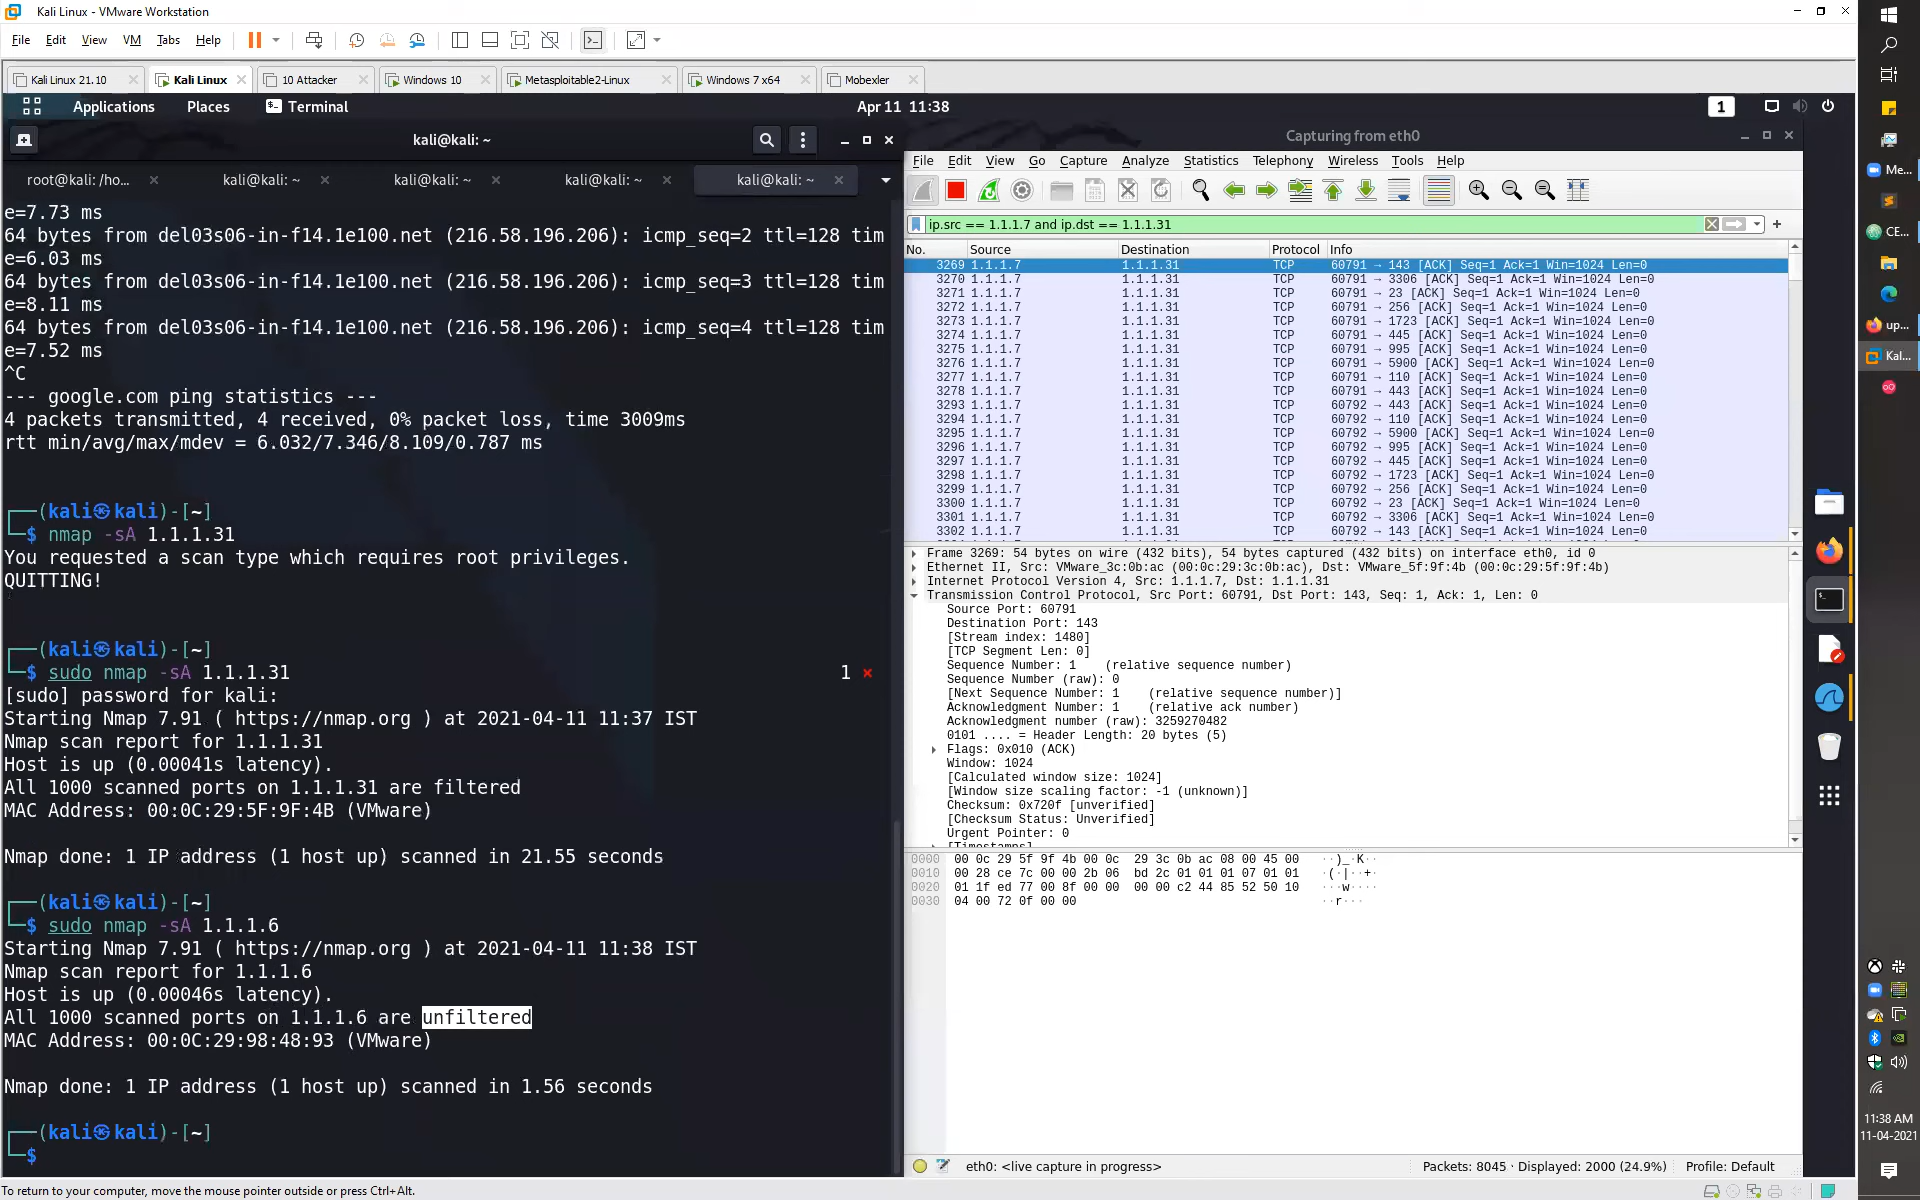 Kali Linux - VMware Workstation
File Edit View VM Tabs Help
Kali Linux 21.10
Kali Linux
10 Attacker
Windows 10
Metasploitable2-Linux
Windows 7 x64
Mobexler
Applications Places Terminal
Apr 11 11:38
1
kali@kali: ~
root@kali: /ho...
kali@kali: ~
kali@kali: ~
kali@kali: ~
kali@kali: ~
e=7.73 ms
64 bytes from del03s06-in-f14.1e100.net (216.58.196.206): icmp_seq=2 ttl=128 tim
e=6.03 ms
64 bytes from del03s06-in-f14.1e100.net (216.58.196.206): icmp_seq=3 ttl=128 tim
e=8.11 ms
64 bytes from del03s06-in-f14.1e100.net (216.58.196.206): icmp_seq=4 ttl=128 tim
e=7.52 ms
^C
--- google.com ping statistics ---
4 packets transmitted, 4 received, 0% packet loss, time 3009ms
rtt min/avg/max/mdev = 6.032/7.346/8.109/0.787 ms
┌──(kali㉿kali)-[~]
└─$ nmap -sA 1.1.1.31
You requested a scan type which requires root privileges.
QUITTING!
┌──(kali㉿kali)-[~]
└─$ sudo nmap -sA 1.1.1.31 1 ⨯
[sudo] password for kali:
Starting Nmap 7.91 ( https://nmap.org ) at 2021-04-11 11:37 IST
Nmap scan report for 1.1.1.31
Host is up (0.00041s latency).
All 1000 scanned ports on 1.1.1.31 are filtered
MAC Address: 00:0C:29:5F:9F:4B (VMware)
Nmap done: 1 IP address (1 host up) scanned in 21.55 seconds
┌──(kali㉿kali)-[~]
└─$ sudo nmap -sA 1.1.1.6
Starting Nmap 7.91 ( https://nmap.org ) at 2021-04-11 11:38 IST
Nmap scan report for 1.1.1.6
Host is up (0.00046s latency).
All 1000 scanned ports on 1.1.1.6 are unfiltered
MAC Address: 00:0C:29:98:48:93 (VMware)
Nmap done: 1 IP address (1 host up) scanned in 1.56 seconds
┌──(kali㉿kali)-[~]
└─$
Capturing from eth0
File Edit View Go Capture Analyze Statistics Telephony Wireless Tools Help
ip.src == 1.1.1.7 and ip.dst == 1.1.1.31
No. Source Destination Protocol Info
3269 1.1.1.7 1.1.1.31 TCP 60791 → 143 [ACK] Seq=1 Ack=1 Win=1024 Len=0
3270 1.1.1.7 1.1.1.31 TCP 60791 → 3306 [ACK] Seq=1 Ack=1 Win=1024 Len=0
3271 1.1.1.7 1.1.1.31 TCP 60791 → 23 [ACK] Seq=1 Ack=1 Win=1024 Len=0
3272 1.1.1.7 1.1.1.31 TCP 60791 → 256 [ACK] Seq=1 Ack=1 Win=1024 Len=0
3273 1.1.1.7 1.1.1.31 TCP 60791 → 1723 [ACK] Seq=1 Ack=1 Win=1024 Len=0
3274 1.1.1.7 1.1.1.31 TCP 60791 → 445 [ACK] Seq=1 Ack=1 Win=1024 Len=0
3275 1.1.1.7 1.1.1.31 TCP 60791 → 995 [ACK] Seq=1 Ack=1 Win=1024 Len=0
3276 1.1.1.7 1.1.1.31 TCP 60791 → 5900 [ACK] Seq=1 Ack=1 Win=1024 Len=0
3277 1.1.1.7 1.1.1.31 TCP 60791 → 110 [ACK] Seq=1 Ack=1 Win=1024 Len=0
3278 1.1.1.7 1.1.1.31 TCP 60791 → 443 [ACK] Seq=1 Ack=1 Win=1024 Len=0
3293 1.1.1.7 1.1.1.31 TCP 60792 → 443 [ACK] Seq=1 Ack=1 Win=1024 Len=0
3294 1.1.1.7 1.1.1.31 TCP 60792 → 110 [ACK] Seq=1 Ack=1 Win=1024 Len=0
3295 1.1.1.7 1.1.1.31 TCP 60792 → 5900 [ACK] Seq=1 Ack=1 Win=1024 Len=0
3296 1.1.1.7 1.1.1.31 TCP 60792 → 995 [ACK] Seq=1 Ack=1 Win=1024 Len=0
3297 1.1.1.7 1.1.1.31 TCP 60792 → 445 [ACK] Seq=1 Ack=1 Win=1024 Len=0
3298 1.1.1.7 1.1.1.31 TCP 60792 → 1723 [ACK] Seq=1 Ack=1 Win=1024 Len=0
3299 1.1.1.7 1.1.1.31 TCP 60792 → 256 [ACK] Seq=1 Ack=1 Win=1024 Len=0
3300 1.1.1.7 1.1.1.31 TCP 60792 → 23 [ACK] Seq=1 Ack=1 Win=1024 Len=0
3301 1.1.1.7 1.1.1.31 TCP 60792 → 3306 [ACK] Seq=1 Ack=1 Win=1024 Len=0
3302 1.1.1.7 1.1.1.31 TCP 60792 → 143 [ACK] Seq=1 Ack=1 Win=1024 Len=0
Frame 3269: 54 bytes on wire (432 bits), 54 bytes captured (432 bits) on interface eth0, id 0
Ethernet II, Src: VMware_3c:0b:ac (00:0c:29:3c:0b:ac), Dst: VMware_5f:9f:4b (00:0c:29:5f:9f:4b)
Internet Protocol Version 4, Src: 1.1.1.7, Dst: 1.1.1.31
Transmission Control Protocol, Src Port: 60791, Dst Port: 143, Seq: 1, Ack: 1, Len: 0
Source Port: 60791
Destination Port: 143
[Stream index: 1480]
[TCP Segment Len: 0]
Sequence Number: 1 (relative sequence number)
Sequence Number (raw): 0
[Next Sequence Number: 1 (relative sequence number)]
Acknowledgment Number: 1 (relative ack number)
Acknowledgment number (raw): 3259270482
0101 .... = Header Length: 20 bytes (5)
Flags: 0x010 (ACK)
Window: 1024
[Calculated window size: 1024]
[Window size scaling factor: -1 (unknown)]
Checksum: 0x720f [unverified]
[Checksum Status: Unverified]
Urgent Pointer: 0
[Timestamps]
0000 00 0c 29 5f 9f 4b 00 0c 29 3c 0b ac 08 00 45 00 ··)_·K··
0010 00 28 ce 7c 00 00 2b 06 bd 2c 01 01 01 07 01 01 ·(·|··+·
0020 01 1f ed 77 00 8f 00 00 00 00 c2 44 85 52 50 10 ···w····
0030 04 00 72 0f 00 00 ··r···
eth0: <live capture in progress>
Packets: 8045 · Displayed: 2000 (24.9%)
Profile: Default
Me...
CE...
up...
Kal...
11:38 AM
11-04-2021
To return to your computer, move the mouse pointer outside or press Ctrl+Alt.